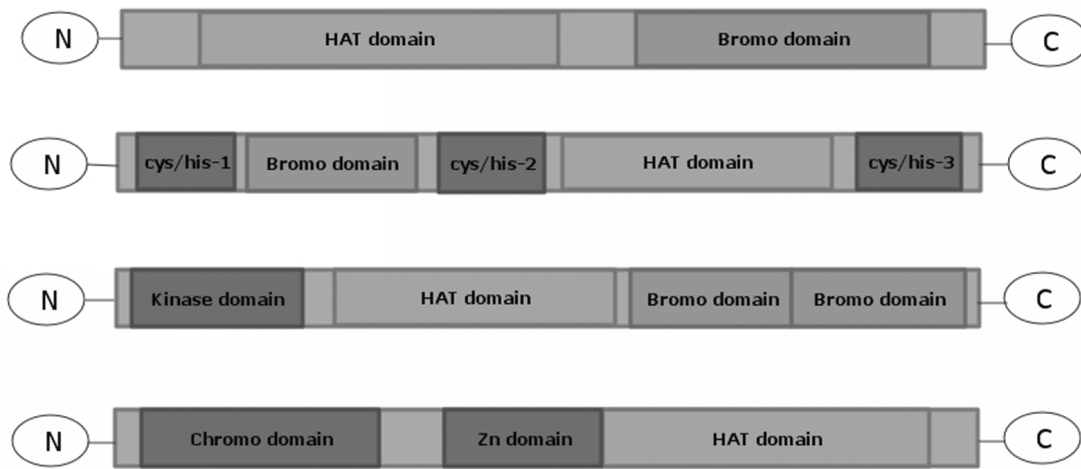 N HAT domain Bromo domain C
N cys/his-1 Bromo domain cys/his-2 HAT domain cys/his-3 C
N Kinase domain HAT domain Bromo domain Bromo domain C
N Chromo domain Zn domain HAT domain C